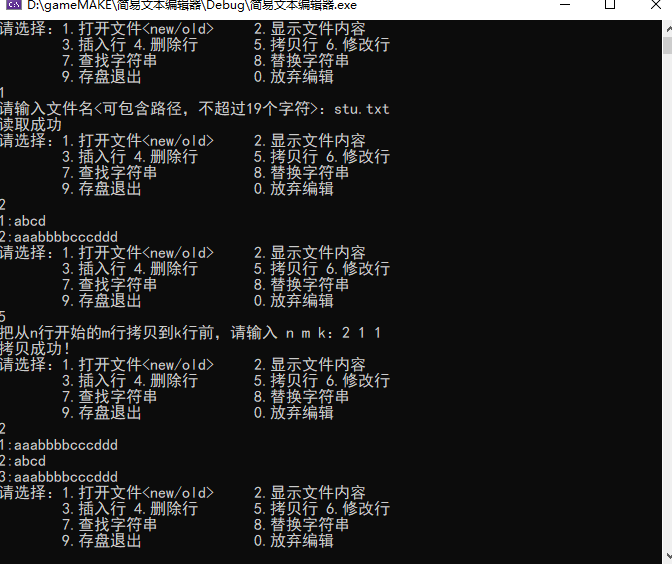 D:\gameMAKE\简易文本编辑器\Debug\简易文本编辑器.exe
请选择：1.打开文件<new/old> 2.显示文件内容
3.插入行 4.删除行 5.拷贝行 6.修改行
7.查找字符串 8.替换字符串
9.存盘退出 0.放弃编辑
1
请输入文件名<可包含路径，不超过19个字符>：stu.txt
读取成功
请选择：1.打开文件<new/old> 2.显示文件内容
3.插入行 4.删除行 5.拷贝行 6.修改行
7.查找字符串 8.替换字符串
9.存盘退出 0.放弃编辑
2
1:abcd
2:aaabbbbcccddd
请选择：1.打开文件<new/old> 2.显示文件内容
3.插入行 4.删除行 5.拷贝行 6.修改行
7.查找字符串 8.替换字符串
9.存盘退出 0.放弃编辑
5
把从n行开始的m行拷贝到k行前，请输入 n m k：2 1 1
拷贝成功！
请选择：1.打开文件<new/old> 2.显示文件内容
3.插入行 4.删除行 5.拷贝行 6.修改行
7.查找字符串 8.替换字符串
9.存盘退出 0.放弃编辑
2
1:aaabbbbcccddd
2:abcd
3:aaabbbbcccddd
请选择：1.打开文件<new/old> 2.显示文件内容
3.插入行 4.删除行 5.拷贝行 6.修改行
7.查找字符串 8.替换字符串
9.存盘退出 0.放弃编辑